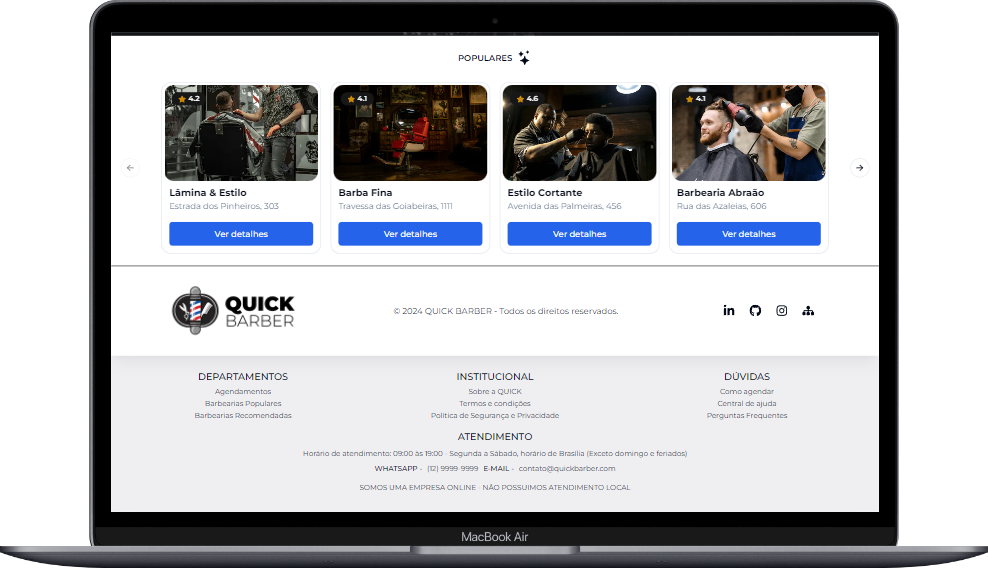 POPULARES
4.2
4.1
4.6
4.1
Lâmina & Estilo
Barba Fina
Estilo Cortante
Barbearia Abraão
Estrada dos Pinheiros, 303
Travessa das Goiabeiras, 1111
Avenida das Palmeiras, 456
Rua das Azaleias, 606
Ver detalhes
Ver detalhes
Ver detalhes
Ver detalhes
QUICK
BARBER
© 2024 QUICK BARBER - Todos os direitos reservados.
in
DEPARTAMENTOS
Agendamentos
Barbearias Populares
Barbearias Recomendadas
INSTITUCIONAL
Sobre a QUICK
Termos e condições
Política de Segurança e Privacidade
DÚVIDAS
Como agendar
Central de ajuda
Perguntas Frequentes
ATENDIMENTO
Horário de atendimento: 09:00 às 19:00 - Segunda a Sábado, horário de Brasília (Exceto domingo e feriados)
WHATSAPP - (12) 9999-9999 E-MAIL - contato@quickbarber.com
SOMOS UMA EMPRESA ONLINE - NÃO POSSUIMOS ATENDIMENTO LOCAL
MacBook Air